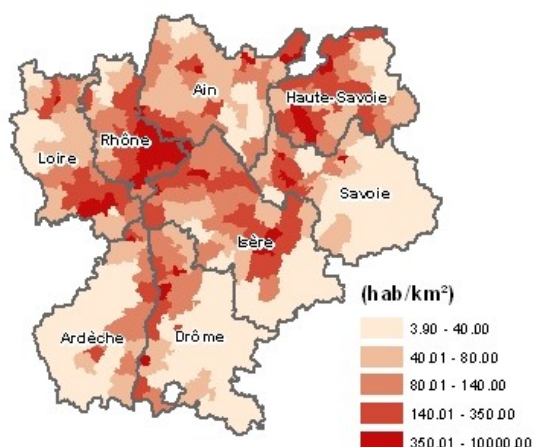 Ain
Haute-Savoie
Rhône
Loire
Savoie
Isère
(hab/km²)
3.90 - 40.00
Ardèche
Drôme
40.01 - 80.00
80.01 - 140.00
140.01 - 350.00
350.01 - 10000.00